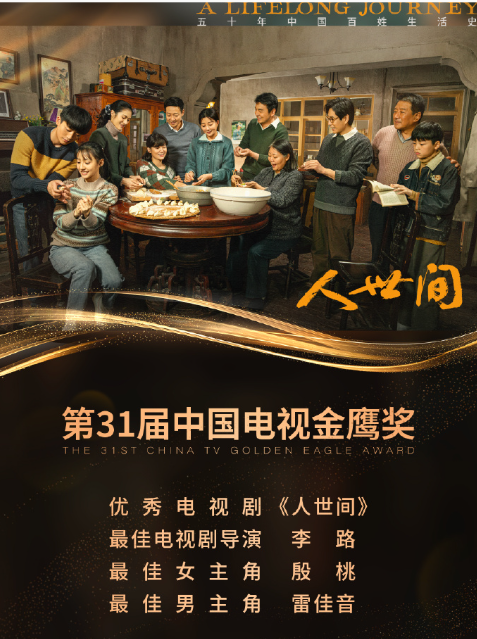 A LIFELONG JOURNEY
五十年中国百姓生活史
人世间
第31届中国电视金鹰奖
THE 31ST CHINA TV GOLDEN EAGLE AWARD
优秀电视剧《人世间》
最佳电视剧导演 李路
最佳女主角 殷桃
最佳男主角 雷佳音